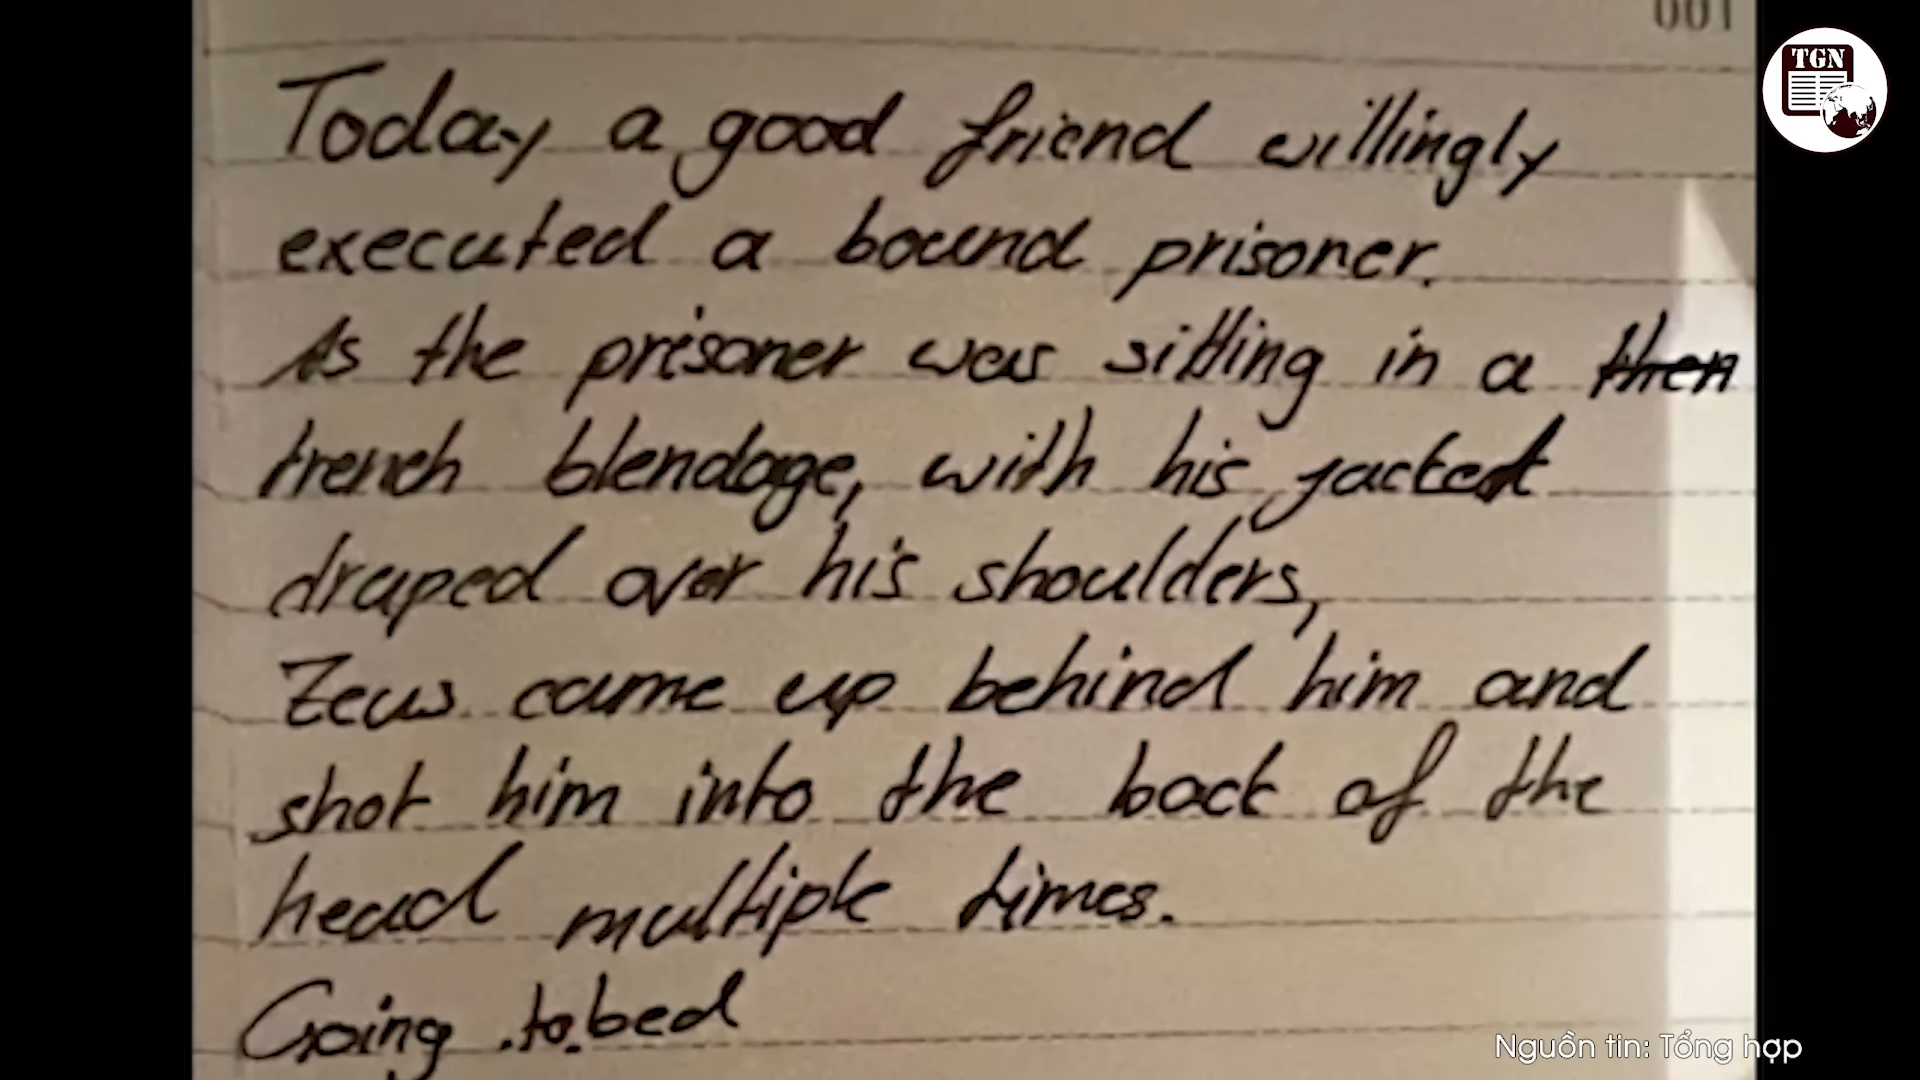 001
TGN
Today a good friend willingly
executed a bound prisoner.
As the prisoner was sitting in a then
trench blendage, with his jacket
draped over his shoulders,
Zeus came up behind him and
shot him into the back of the
head multiple times.
Going to bed
Nguồn tin: Tổng hợp